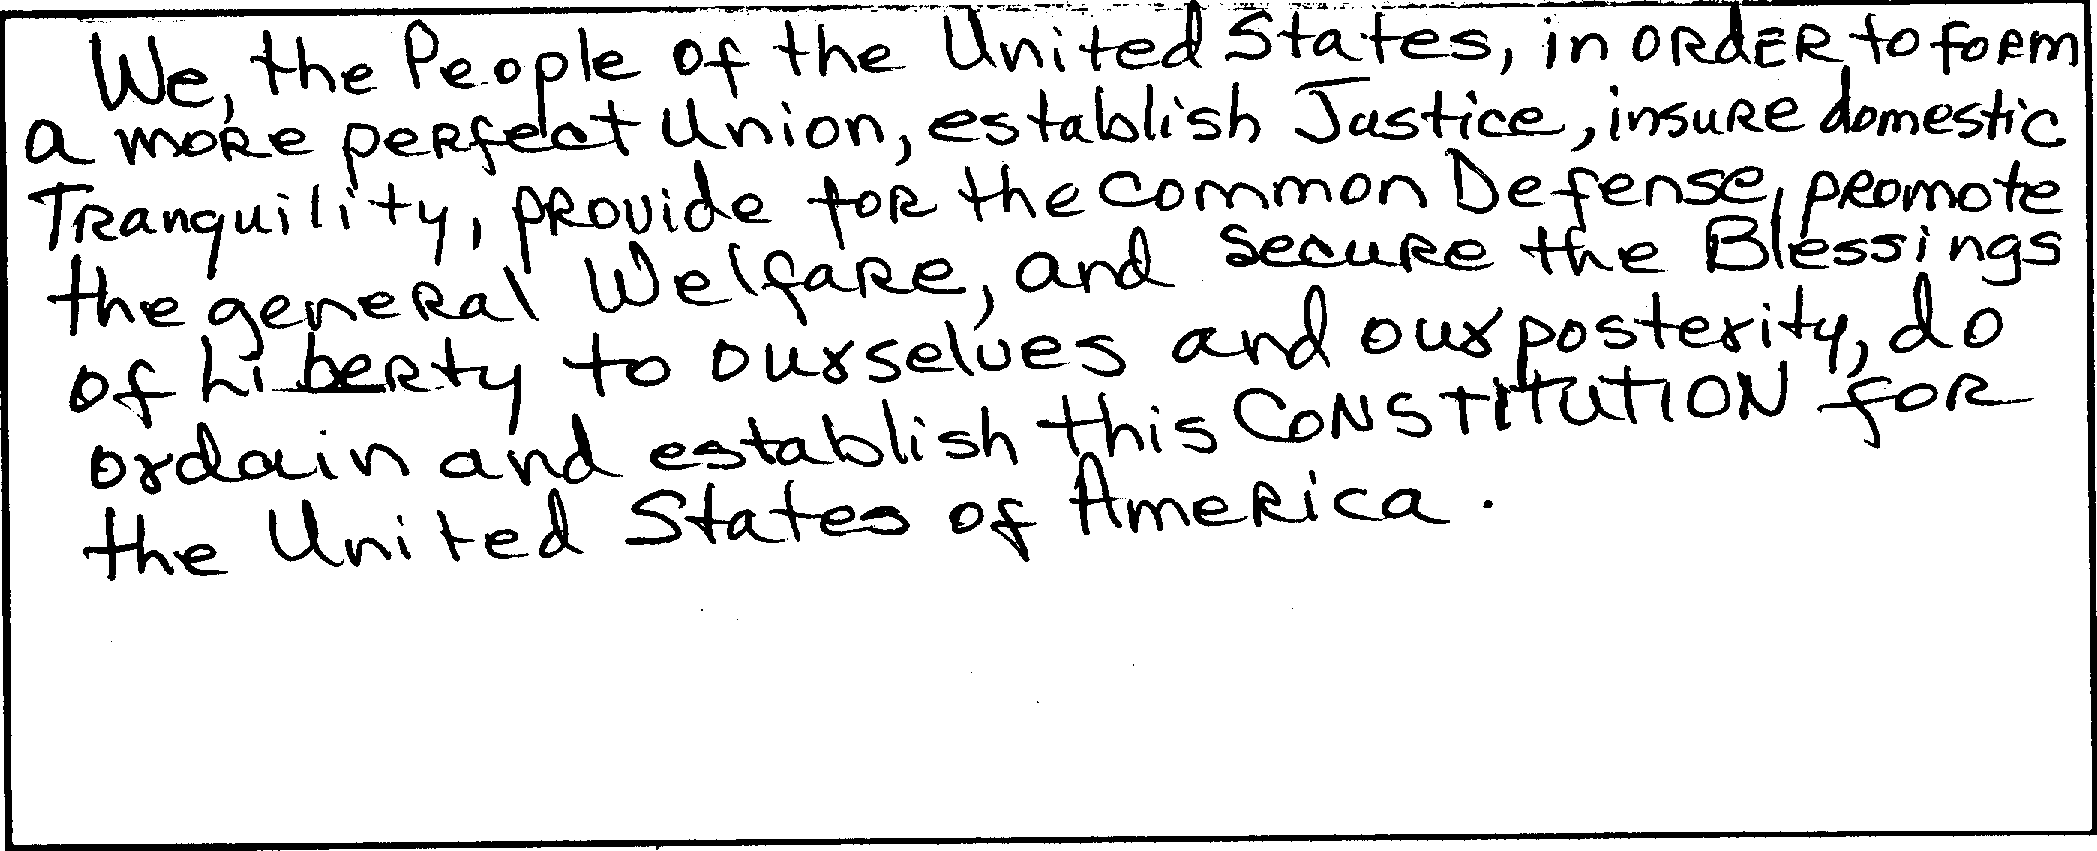 We, the People of the United States, in order to form
a more perfect Union, establish Justice, insure domestic
Tranquility, provide for the Common Defense, promote
the general Welfare, and secure the Blessings
of Liberty to ourselves and our posterity, do
ordain and establish this CONSTITUTION for
the United States of America.